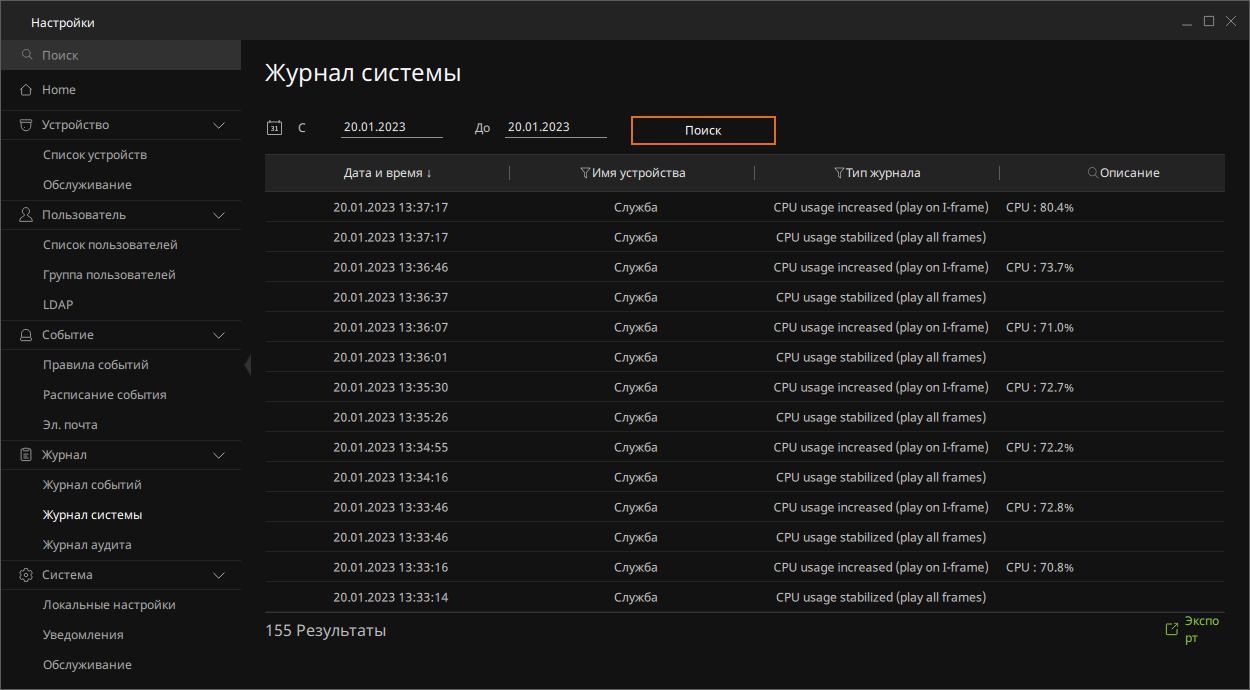 Настройки
Поиск
Home
Устройство
Список устройств
Обслуживание
Пользователь
Список пользователей
Группа пользователей
LDAP
Событие
Правила событий
Расписание события
Эл. почта
Журнал
Журнал событий
Журнал системы
Журнал аудита
Система
Локальные настройки
Уведомления
Обслуживание
Журнал системы
31 С 20.01.2023 До 20.01.2023 Поиск
Дата и время ↓ Имя устройства Тип журнала Описание
20.01.2023 13:37:17 Служба CPU usage increased (play on I-frame) CPU : 80.4%
20.01.2023 13:37:17 Служба CPU usage stabilized (play all frames)
20.01.2023 13:36:46 Служба CPU usage increased (play on I-frame) CPU : 73.7%
20.01.2023 13:36:37 Служба CPU usage stabilized (play all frames)
20.01.2023 13:36:07 Служба CPU usage increased (play on I-frame) CPU : 71.0%
20.01.2023 13:36:01 Служба CPU usage stabilized (play all frames)
20.01.2023 13:35:30 Служба CPU usage increased (play on I-frame) CPU : 72.7%
20.01.2023 13:35:26 Служба CPU usage stabilized (play all frames)
20.01.2023 13:34:55 Служба CPU usage increased (play on I-frame) CPU : 72.2%
20.01.2023 13:34:16 Служба CPU usage stabilized (play all frames)
20.01.2023 13:33:46 Служба CPU usage increased (play on I-frame) CPU : 72.8%
20.01.2023 13:33:46 Служба CPU usage stabilized (play all frames)
20.01.2023 13:33:16 Служба CPU usage increased (play on I-frame) CPU : 70.8%
20.01.2023 13:33:14 Служба CPU usage stabilized (play all frames)
155 Результаты
Экспо
рт